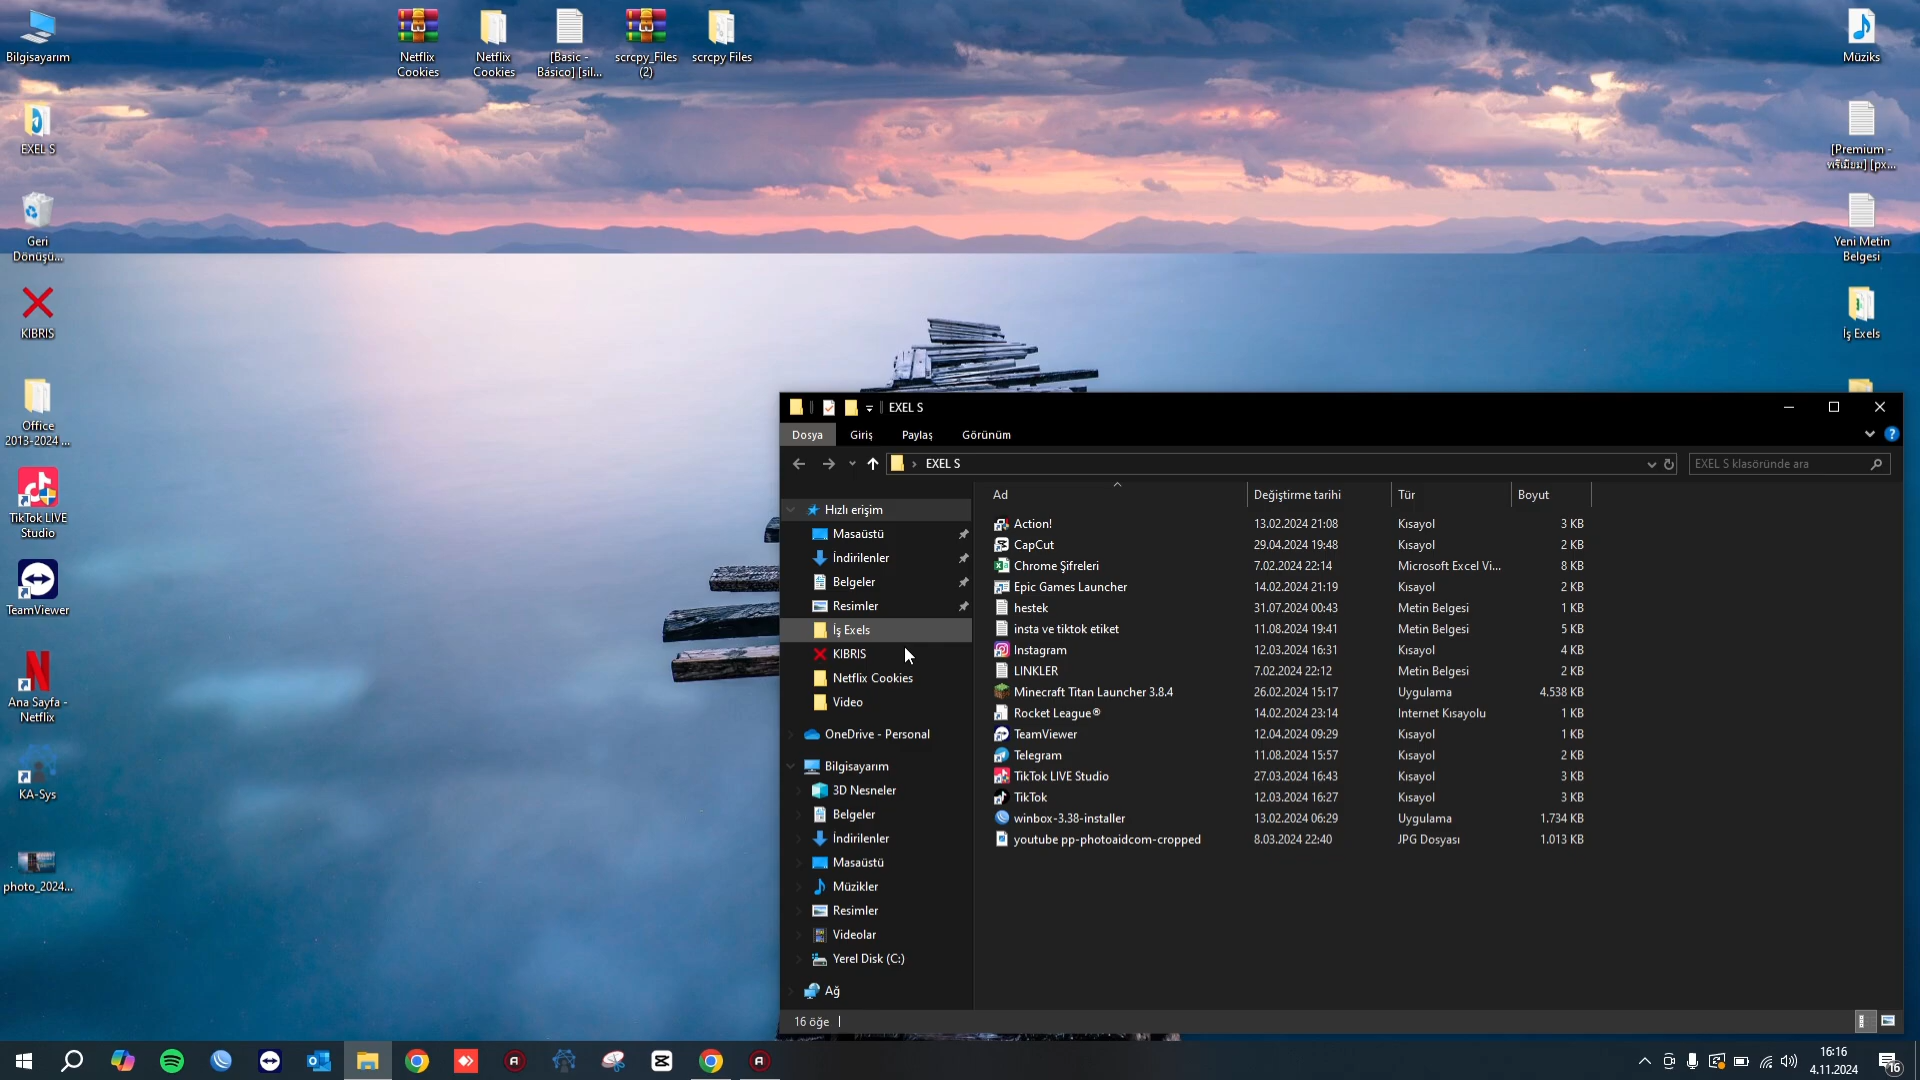 Bilgisayarım
EXEL S
Geri
Dönüşü...
KIBRIS
Office
2013-2024 ...
TikTok LIVE
Studio
TeamViewer
Ana Sayfa -
Netflix
KA-Sys
photo_2024...
Netflix
Cookies
Netflix
Cookies
[Basic -
Básico] [sil...
scrcpy_Files
(2)
scrcpy Files
Müziks
[Premium -
พรีเมียม] [px...
Yeni Metin
Belgesi
İş Exels
EXEL S
Dosya Giriş Paylaş Görünüm
EXEL S
EXEL S klasöründe ara
Hızlı erişim
Masaüstü
İndirilenler
Belgeler
Resimler
İş Exels
KIBRIS
Netflix Cookies
Video
OneDrive - Personal
Bilgisayarım
3D Nesneler
Belgeler
İndirilenler
Masaüstü
Müzikler
Resimler
Videolar
Yerel Disk (C:)
Ağ
Ad Değiştirme tarihi Tür Boyut
Action! 13.02.2024 21:08 Kısayol 3 KB
CapCut 29.04.2024 19:48 Kısayol 2 KB
Chrome Şifreleri 7.02.2024 22:14 Microsoft Excel Vi... 8 KB
Epic Games Launcher 14.02.2024 21:19 Kısayol 2 KB
hestek 31.07.2024 00:43 Metin Belgesi 1 KB
insta ve tiktok etiket 11.08.2024 19:41 Metin Belgesi 5 KB
Instagram 12.03.2024 16:31 Kısayol 4 KB
LINKLER 7.02.2024 22:12 Metin Belgesi 2 KB
Minecraft Titan Launcher 3.8.4 26.02.2024 15:17 Uygulama 4.538 KB
Rocket League® 14.02.2024 23:14 Internet Kısayolu 1 KB
TeamViewer 12.04.2024 09:29 Kısayol 1 KB
Telegram 11.08.2024 15:57 Kısayol 2 KB
TikTok LIVE Studio 27.03.2024 16:43 Kısayol 3 KB
TikTok 12.03.2024 16:27 Kısayol 3 KB
winbox-3.38-installer 13.02.2024 06:29 Uygulama 1.734 KB
youtube pp-photoaidcom-cropped 8.03.2024 22:40 JPG Dosyası 1.013 KB
16 öğe
16:16
4.11.2024
16